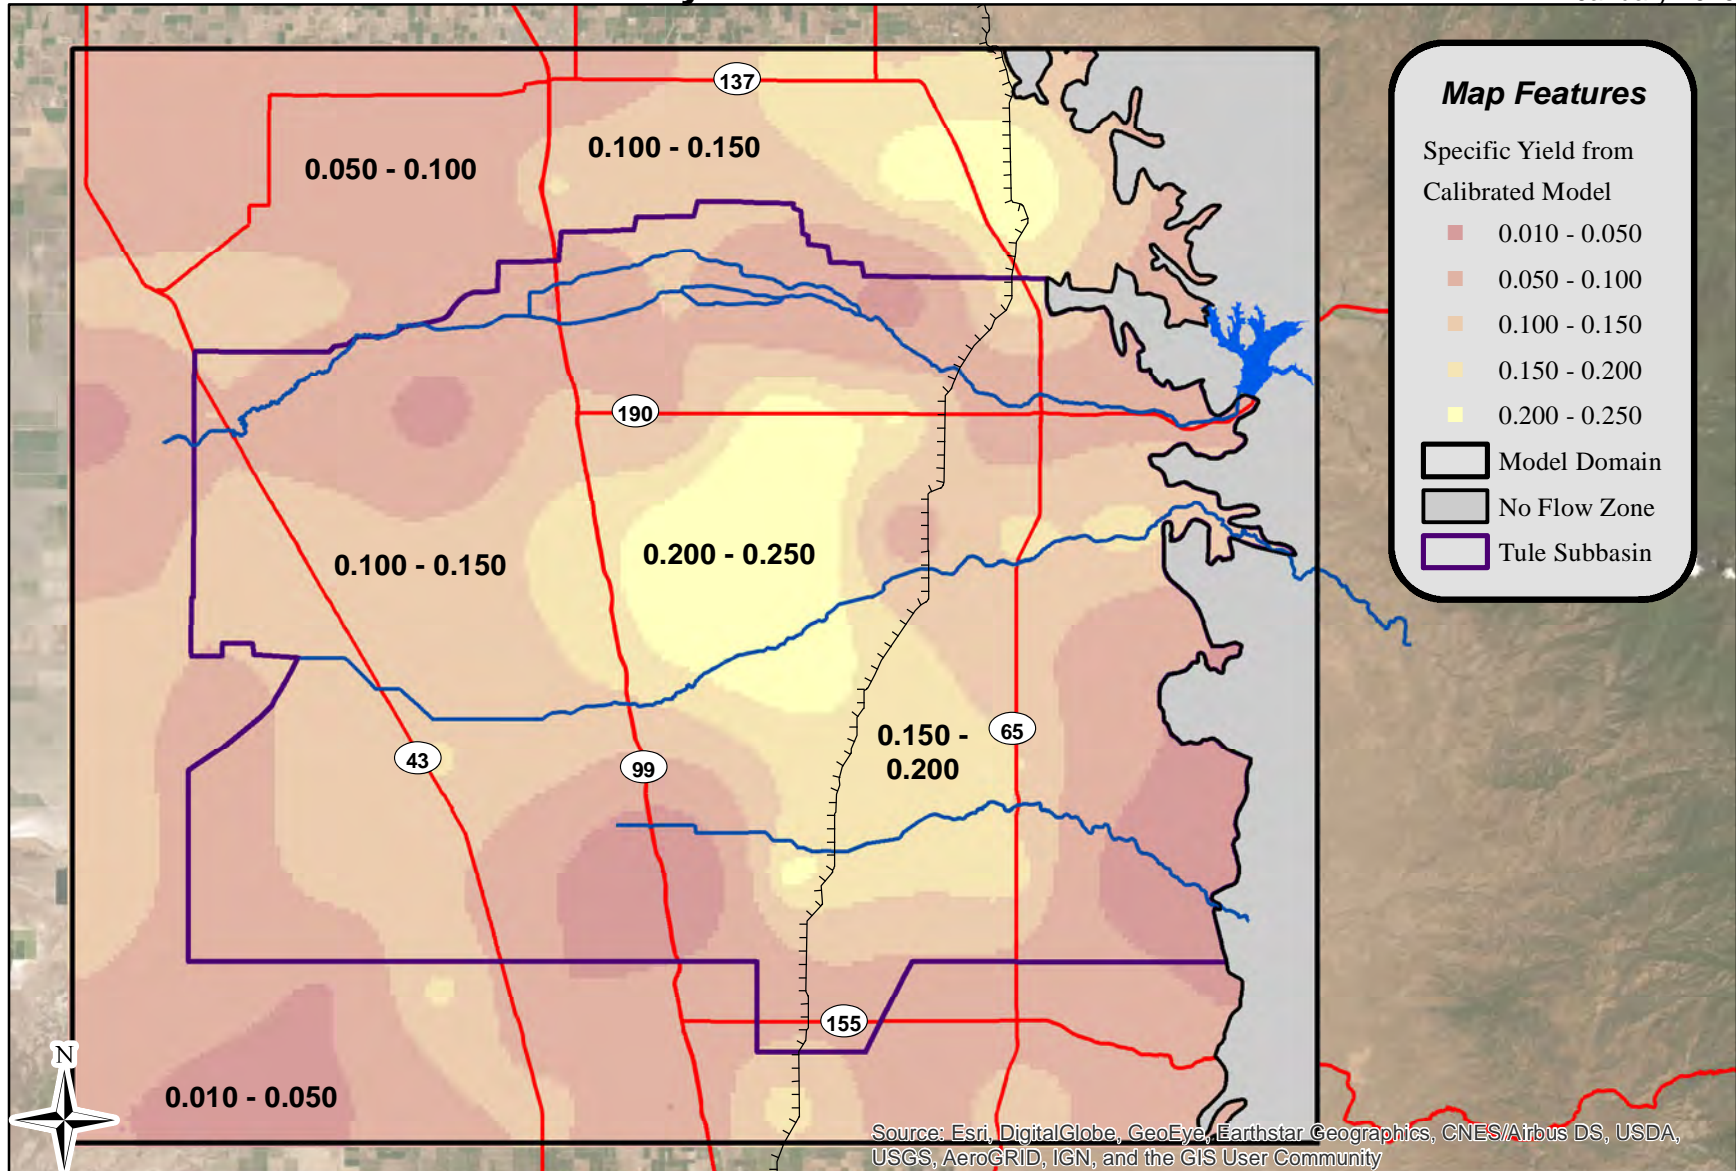 137
0.050 - 0.100
0.100 - 0.150
190
0.100 - 0.150
0.200 - 0.250
43
99
0.150 -
0.200
65
155
0.010 - 0.050
N
Map Features
Specific Yield from
Calibrated Model
0.010 - 0.050
0.050 - 0.100
0.100 - 0.150
0.150 - 0.200
0.200 - 0.250
Model Domain
No Flow Zone
Tule Subbasin
Source: Esri, DigitalGlobe, GeoEye, Earthstar Geographics, CNES/Airbus DS, USDA,
USGS, AeroGRID, IGN, and the GIS User Community